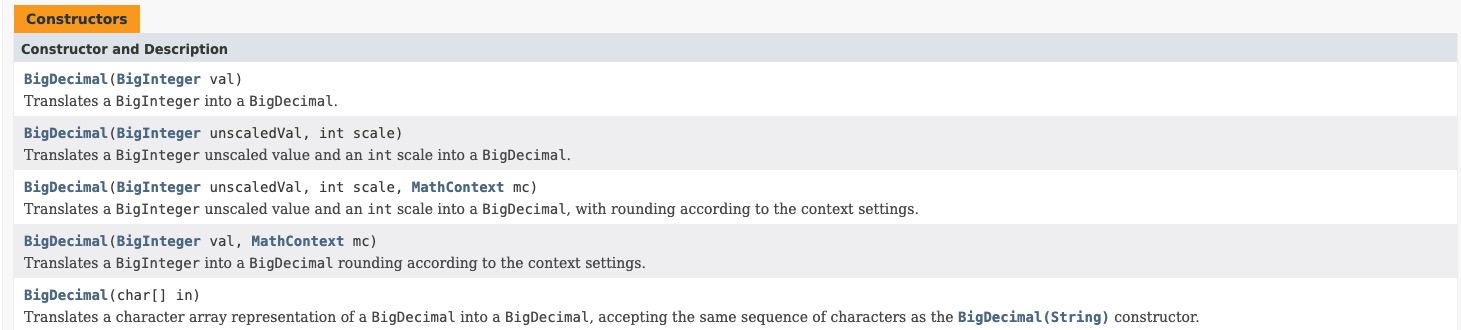 Constructors
Constructor and Description
BigDecimal(BigInteger val)
Translates a BigInteger into a BigDecimal.
BigDecimal(BigInteger unscaledVal, int scale)
Translates a BigInteger unscaled value and an int scale into a BigDecimal.
BigDecimal(BigInteger unscaledVal, int scale, MathContext mc)
Translates a BigInteger unscaled value and an int scale into a BigDecimal, with rounding according to the context settings.
BigDecimal(BigInteger val, MathContext mc)
Translates a BigInteger into a BigDecimal rounding according to the context settings.
BigDecimal(char[] in)
Translates a character array representation of a BigDecimal into a BigDecimal, accepting the same sequence of characters as the BigDecimal(String) constructor.